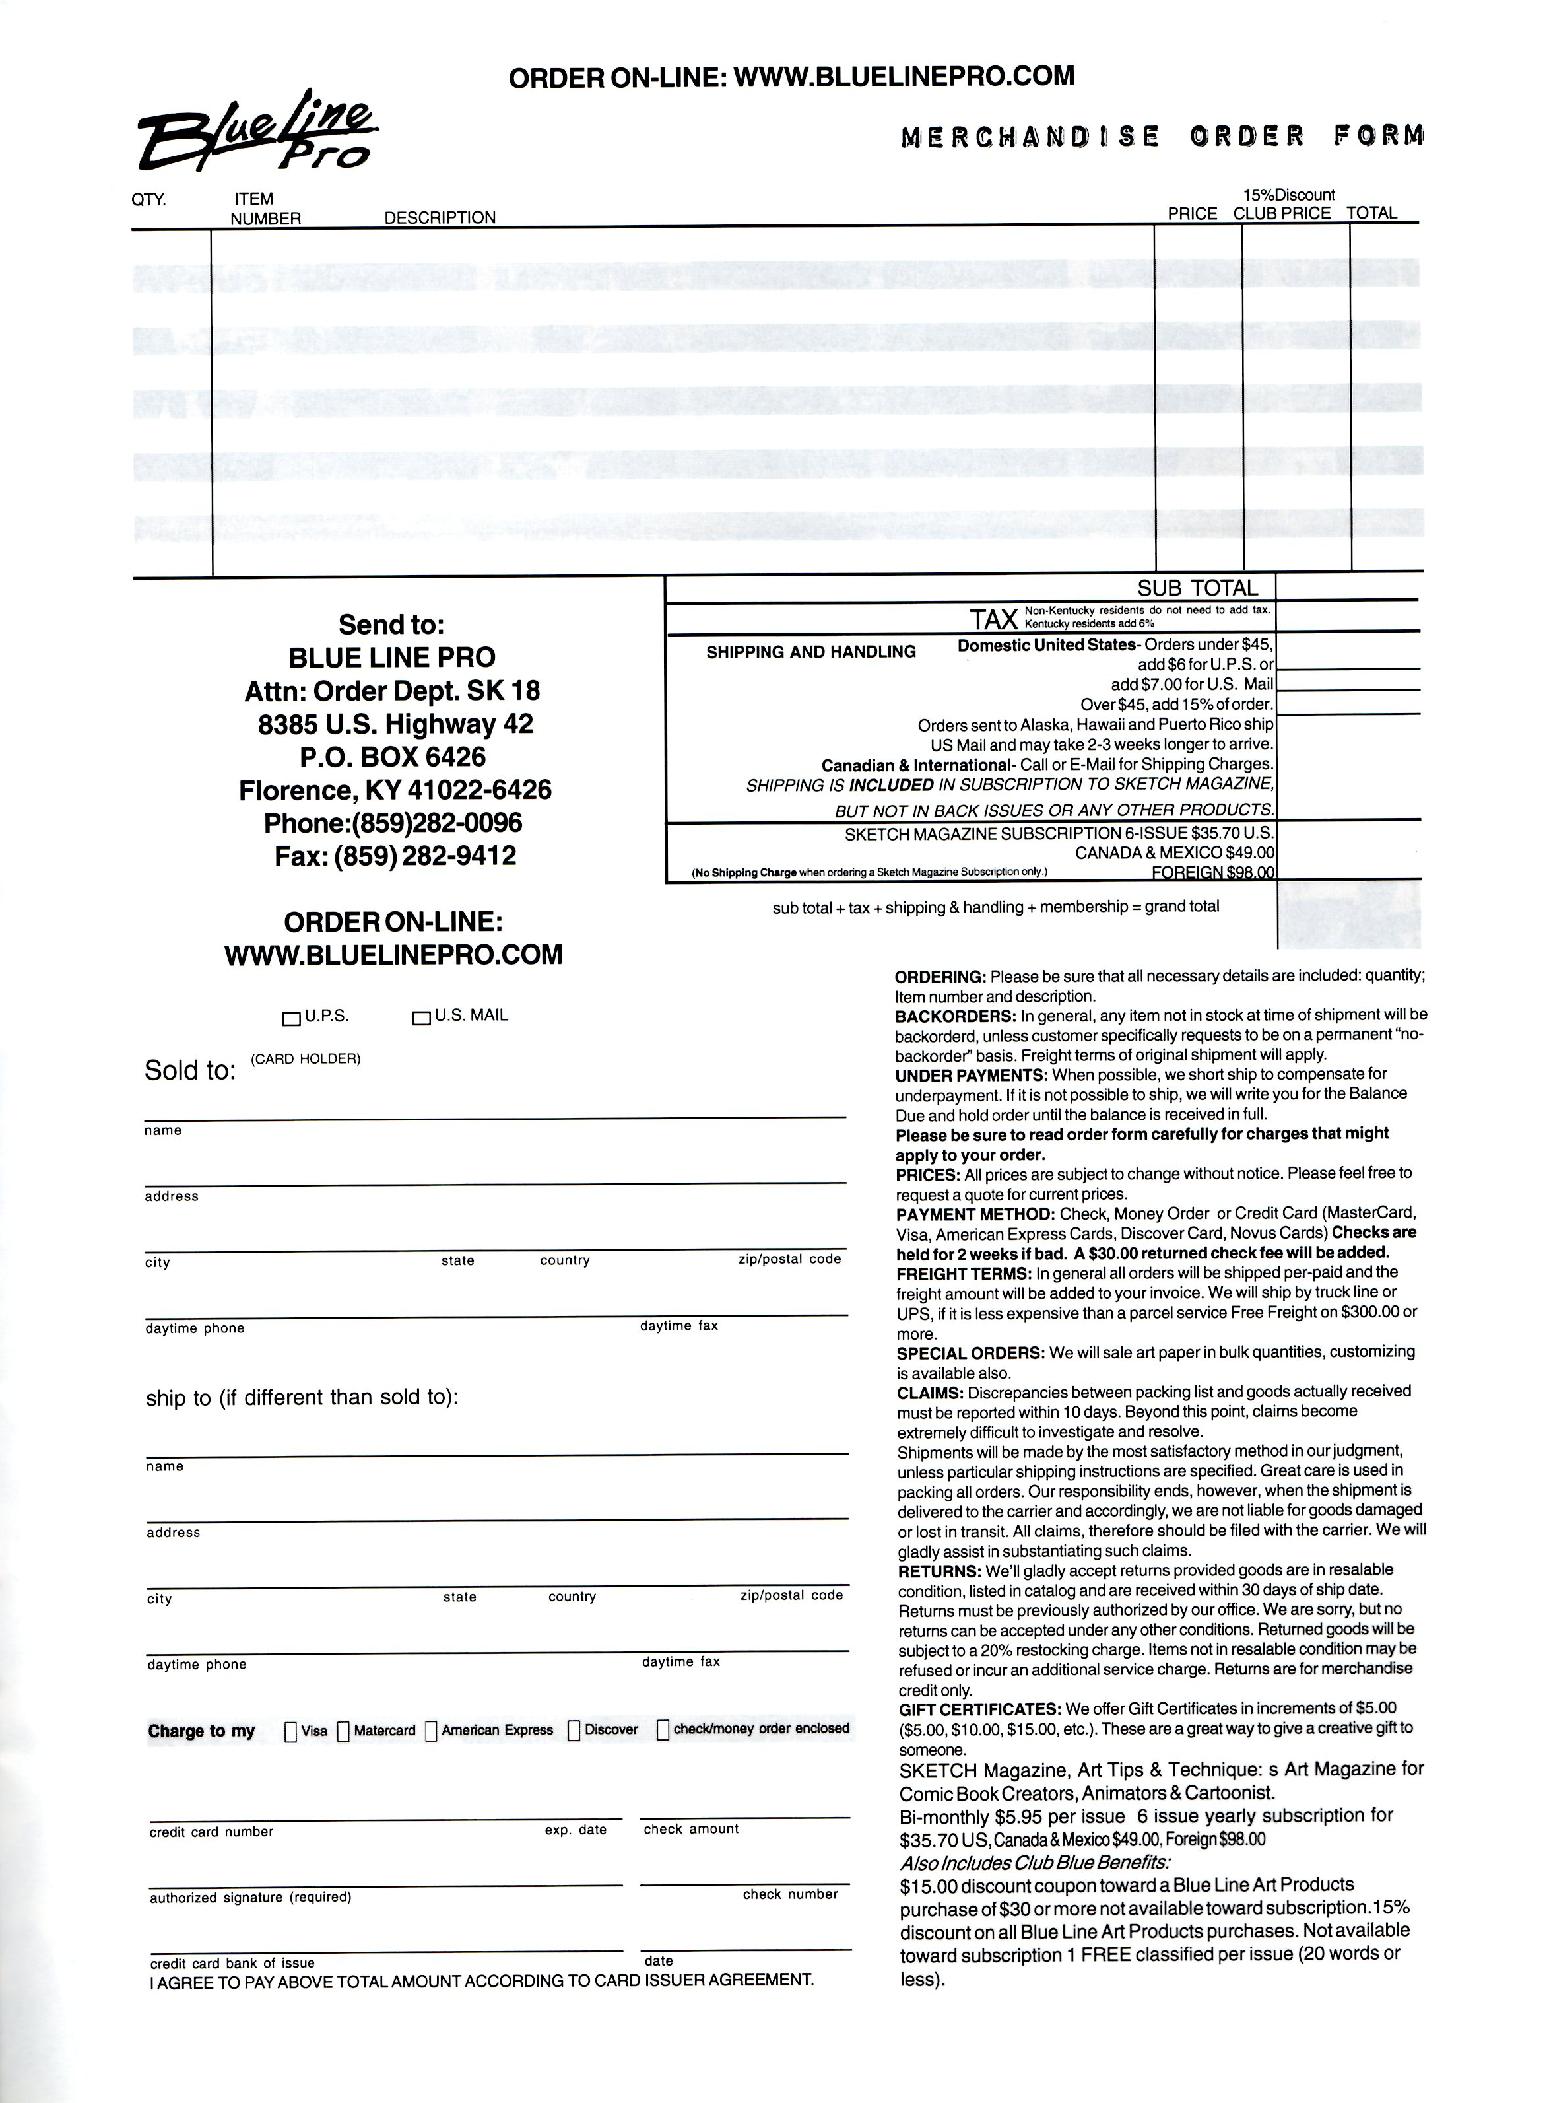 ORDER ON-LINE: WWW.BLUELINEPRO.COM
Blue Line
Pro
MERCHANDISE ORDER FORM
QTY. ITEM NUMBER DESCRIPTION PRICE 15%Discount CLUB PRICE TOTAL
SUB TOTAL
TAX Non-Kentucky residents do not need to add tax.
Kentucky residents add 6%
SHIPPING AND HANDLING Domestic United States- Orders under $45,
add $6 for U.P.S. or
add $7.00 for U.S. Mail
Over $45, add 15% of order.
Orders sent to Alaska, Hawaii and Puerto Rico ship
US Mail and may take 2-3 weeks longer to arrive.
Canadian & International- Call or E-Mail for Shipping Charges.
SHIPPING IS INCLUDED IN SUBSCRIPTION TO SKETCH MAGAZINE,
BUT NOT IN BACK ISSUES OR ANY OTHER PRODUCTS.
SKETCH MAGAZINE SUBSCRIPTION 6-ISSUE $35.70 U.S.
CANADA & MEXICO $49.00
(No Shipping Charge when ordering a Sketch Magazine Subscription only.) FOREIGN $98.00
sub total + tax + shipping & handling + membership = grand total
Send to:
BLUE LINE PRO
Attn: Order Dept. SK 18
8385 U.S. Highway 42
P.O. BOX 6426
Florence, KY 41022-6426
Phone:(859)282-0096
Fax: (859) 282-9412
ORDER ON-LINE:
WWW.BLUELINEPRO.COM
U.P.S. U.S. MAIL
Sold to: (CARD HOLDER)
name
address
city state country zip/postal code
daytime phone daytime fax
ship to (if different than sold to):
name
address
city state country zip/postal code
daytime phone daytime fax
Charge to my Visa Matercard American Express Discover check/money order enclosed
credit card number exp. date check amount
authorized signature (required) check number
credit card bank of issue date
I AGREE TO PAY ABOVE TOTAL AMOUNT ACCORDING TO CARD ISSUER AGREEMENT.
ORDERING: Please be sure that all necessary details are included: quantity;
Item number and description.
BACKORDERS: In general, any item not in stock at time of shipment will be
backorderd, unless customer specifically requests to be on a permanent "no-
backorder" basis. Freight terms of original shipment will apply.
UNDER PAYMENTS: When possible, we short ship to compensate for
underpayment. If it is not possible to ship, we will write you for the Balance
Due and hold order until the balance is received in full.
Please be sure to read order form carefully for charges that might
apply to your order.
PRICES: All prices are subject to change without notice. Please feel free to
request a quote for current prices.
PAYMENT METHOD: Check, Money Order or Credit Card (MasterCard,
Visa, American Express Cards, Discover Card, Novus Cards) Checks are
held for 2 weeks if bad. A $30.00 returned check fee will be added.
FREIGHT TERMS: In general all orders will be shipped per-paid and the
freight amount will be added to your invoice. We will ship by truck line or
UPS, if it is less expensive than a parcel service Free Freight on $300.00 or
more.
SPECIAL ORDERS: We will sale art paper in bulk quantities, customizing
is available also.
CLAIMS: Discrepancies between packing list and goods actually received
must be reported within 10 days. Beyond this point, claims become
extremely difficult to investigate and resolve.
Shipments will be made by the most satisfactory method in our judgment,
unless particular shipping instructions are specified. Great care is used in
packing all orders. Our responsibility ends, however, when the shipment is
delivered to the carrier and accordingly, we are not liable for goods damaged
or lost in transit. All claims, therefore should be filed with the carrier. We will
gladly assist in substantiating such claims.
RETURNS: We'll gladly accept returns provided goods are in resalable
condition, listed in catalog and are received within 30 days of ship date.
Returns must be previously authorized by our office. We are sorry, but no
returns can be accepted under any other conditions. Returned goods will be
subject to a 20% restocking charge. Items not in resalable condition may be
refused or incur an additional service charge. Returns are for merchandise
credit only.
GIFT CERTIFICATES: We offer Gift Certificates in increments of $5.00
($5.00, $10.00, $15.00, etc.). These are a great way to give a creative gift to
someone.
SKETCH Magazine, Art Tips & Technique: s Art Magazine for
Comic Book Creators, Animators & Cartoonist.
Bi-monthly $5.95 per issue 6 issue yearly subscription for
$35.70 US, Canada & Mexico $49.00, Foreign $98.00
Also Includes Club Blue Benefits:
$15.00 discount coupon toward a Blue Line Art Products
purchase of $30 or more not available toward subscription.15%
discount on all Blue Line Art Products purchases. Not available
toward subscription 1 FREE classified per issue (20 words or
less).